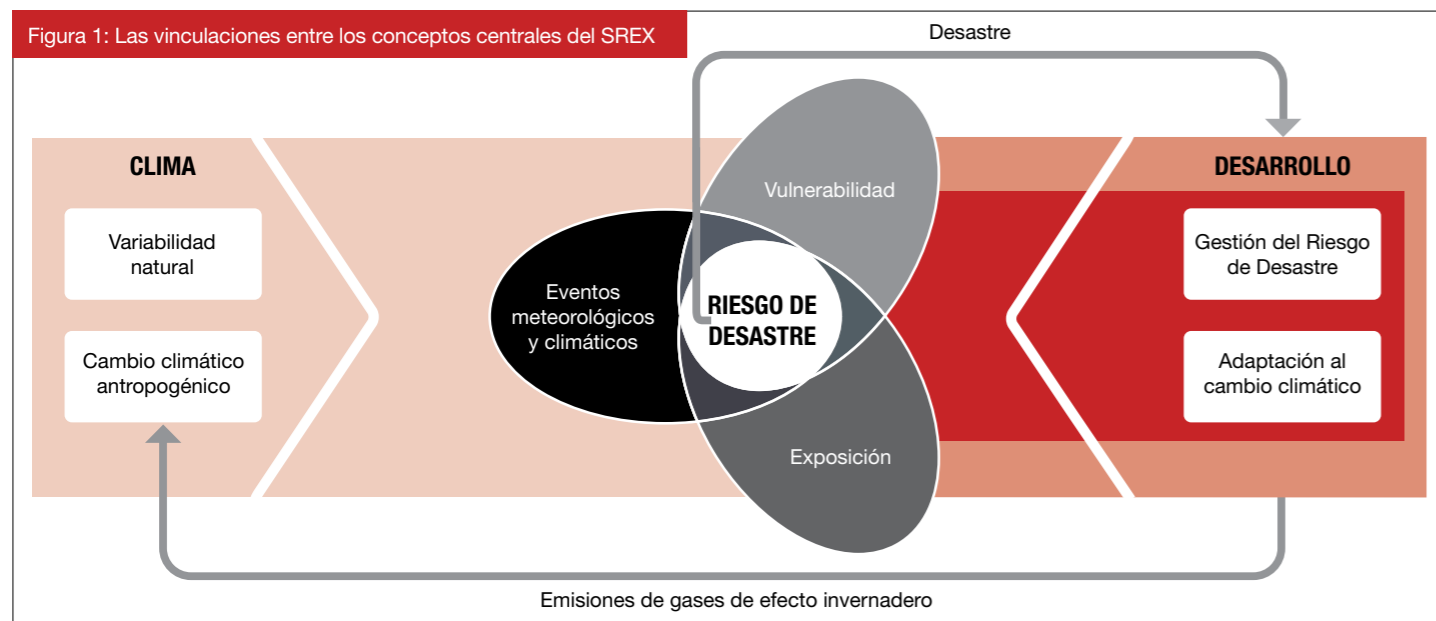 Figura 1: Las vinculaciones entre los conceptos centrales del SREX
Desastre
CLIMA
Variabilidad
natural
Cambio climático
antropogénico
Eventos
meteorológicos
y climáticos
Vulnerabilidad
RIESGO DE
DESASTRE
Exposición
DESARROLLO
Gestión del Riesgo
de Desastre
Adaptación al
cambio climático
Emisiones de gases de efecto invernadero